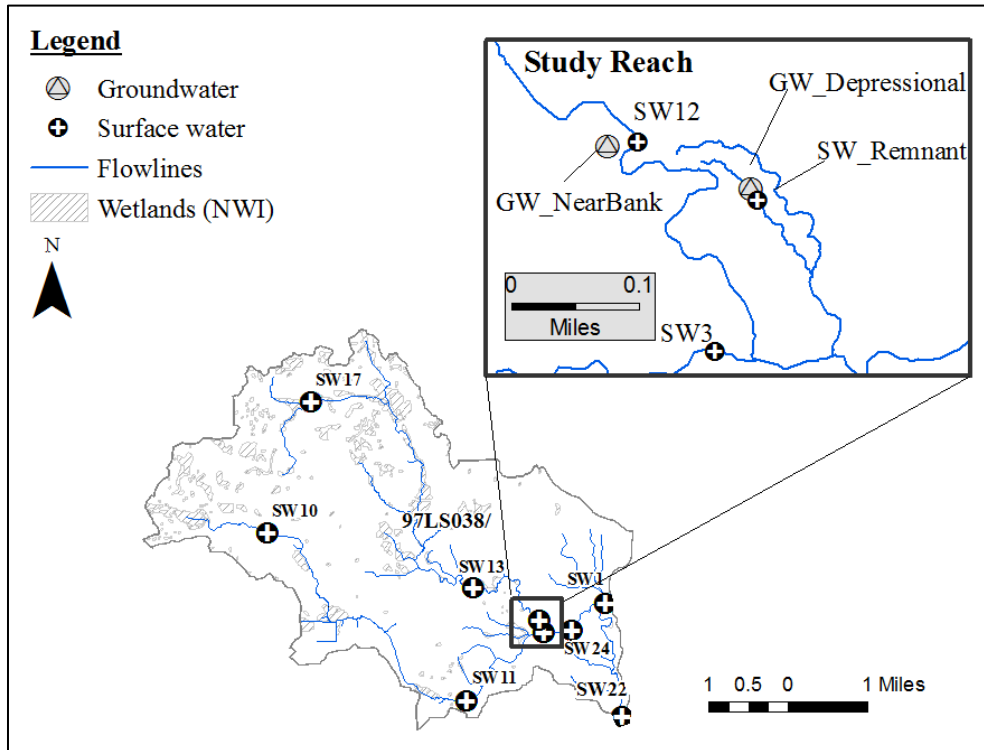 Legend
Groundwater
Surface water
Flowlines
Wetlands (NWI)
N
Study Reach
GW_Depressional
SW12
SW_Remnant
GW_NearBank
0 0.1
Miles
SW3
SW17
SW10
97LS038/
SW13
SW1
SW24
SW11
SW22
1 0.5 0 1 Miles